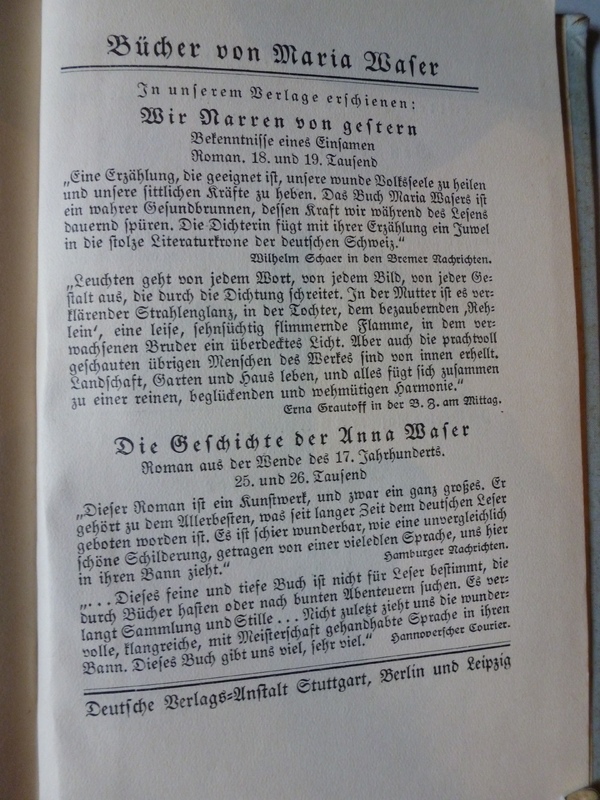 Bücher von Maria Waser
In unserem Verlage erschienen:
Wir Narren von gestern
Bekenntnisse eines Einsamen
Roman. 18. und 19. Tausend
„Eine Erzählung, die geeignet ist, unsere wunde Volksseele zu heilen
und unsere sittlichen Kräfte zu heben. Das Buch Maria Wasers ist
ein wahrer Gesundbrunnen, dessen Kraft wir während des Lesens
dauernd spüren. Die Dichterin fügt mit ihrer Erzählung ein Juwel
in die stolze Literaturkrone der deutschen Schweiz.“
Wilhelm Schaer in den Bremer Nachrichten.
„Leuchten geht von jedem Wort, von jedem Bild, von jeder Ge-
stalt aus, die durch die Dichtung schreitet. In der Mutter ist es ver-
klärender Strahlenglanz, in der Tochter, dem bezaubernden ‚Reh-
lein‘, eine leise, sehnsüchtig flimmernde Flamme, in dem ver-
wachsenen Bruder ein überdecktes Licht. Aber auch die prachtvoll
geschauten übrigen Menschen des Werkes sind von innen erhellt.
Landschaft, Garten und Haus leben, und alles fügt sich zusammen
zu einer reinen, beglückenden und wehmütigen Harmonie.“
Erna Grautoff in der B. Z. am Mittag.
Die Geschichte der Anna Waser
Roman aus der Wende des 17. Jahrhunderts.
25. und 26. Tausend
„Dieser Roman ist ein Kunstwerk, und zwar ein ganz großes. Er
gehört zu dem Allerbesten, was seit langer Zeit dem deutschen Leser
geboten worden ist. Es ist schier wunderbar, wie eine unvergleichlich
schöne Schilderung, getragen von einer vieledlen Sprache, uns hier
in ihren Bann zieht.“
Hamburger Nachrichten.
„. . . Dieses feine und tiefe Buch ist nicht für Leser bestimmt, die
durch Bücher hasten oder nach bunten Abenteuern suchen. Es ver-
langt Sammlung und Stille . . . Nicht zuletzt zieht uns die wunder-
volle, klangreiche, mit Meisterschaft gehandhabte Sprache in ihren
Bann. Dieses Buch gibt uns viel, sehr viel.“ Hannoverscher Courier.
Deutsche Verlags-Anstalt Stuttgart, Berlin und Leipzig